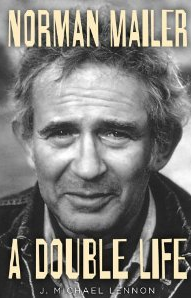 NORMAN MAILER
A DOUBLE LIFE
J. MICHAEL LENNON